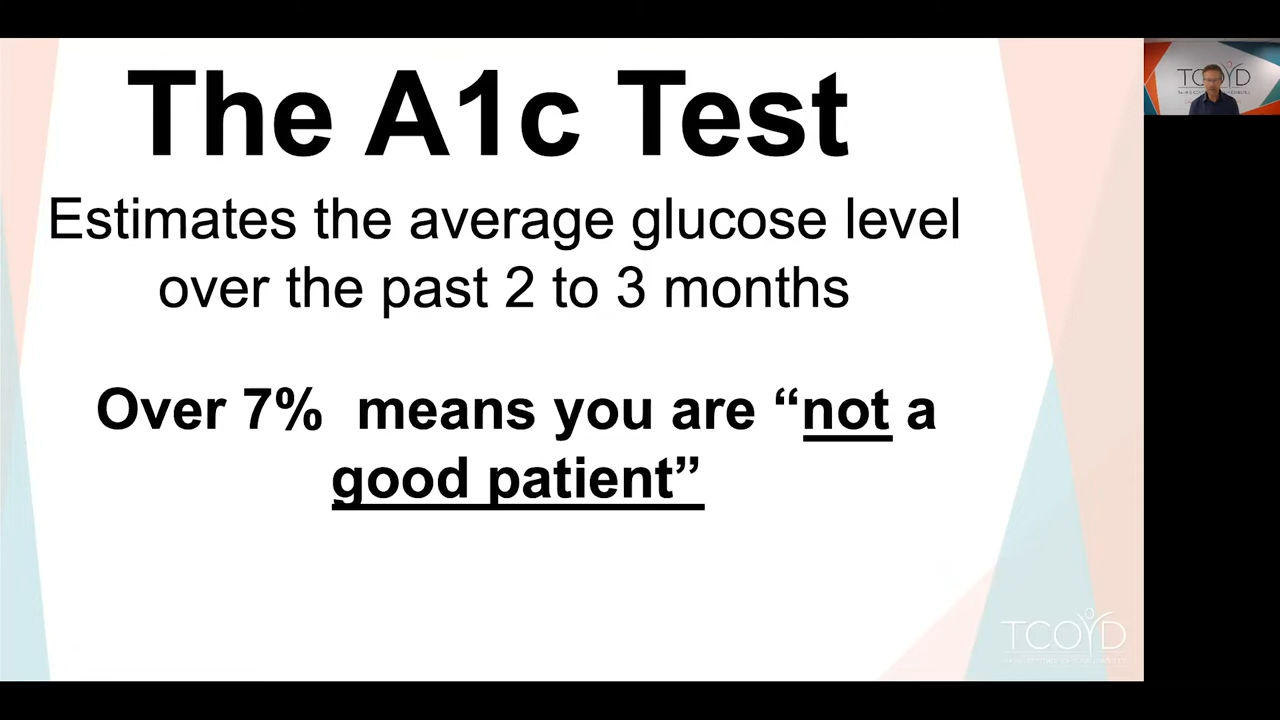 The A1c Test
Estimates the average glucose level
over the past 2 to 3 months
Over 7%  means you are “not a
good patient”
TCOYD
TCOYD